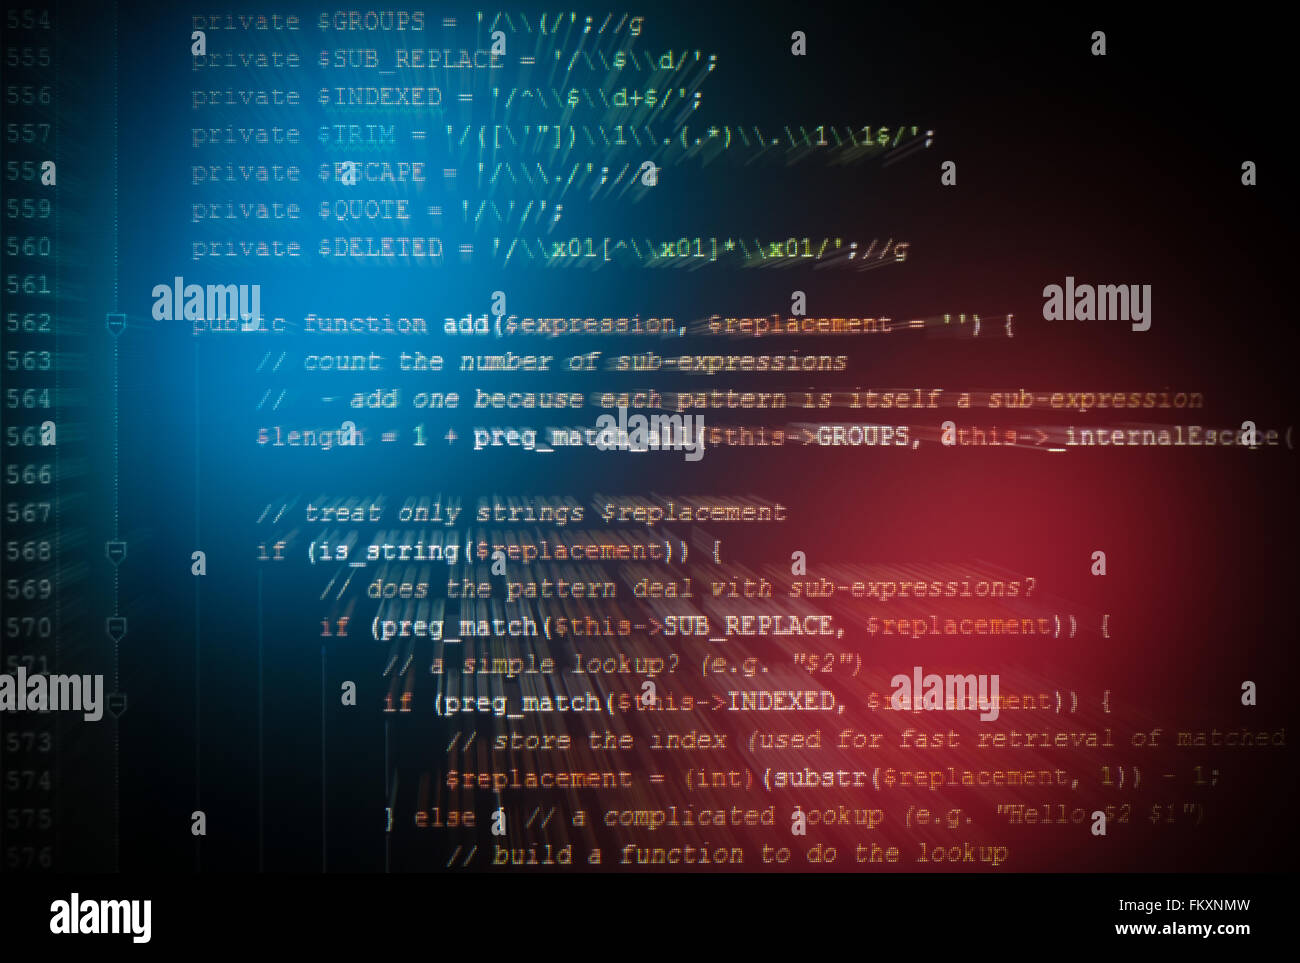 554 private $GROUPS = '/\\(/';//g
555 private $SUB_REPLACE = '/\\$\\d/';
556 private $INDEXED = '/^\\$\\d+$/';
557 private $TRIM = '/([\'"])\\1\\.(.*)\\.\\1\\1$/';
558 private $ESCAPE = '/\\\./';//g
559 private $QUOTE = '/\'/';
560 private $DELETED = '/\\x01[^\\x01]*\\x01/';//g
561
562 public function add($expression, $replacement = '') {
563 // count the number of sub-expressions
564 // - add one because each pattern is itself a sub-expression
565 $length = 1 + preg_match_all($this->GROUPS, $this->_internalEscape(
566
567 // treat only strings $replacement
568 if (is_string($replacement)) {
569 // does the pattern deal with sub-expressions?
570 if (preg_match($this->SUB_REPLACE, $replacement)) {
571 // a simple lookup? (e.g. "$2")
if (preg_match($this->INDEXED, $replacement)) {
573 // store the index (used for fast retrieval of matched
574 $replacement = (int)(substr($replacement, 1)) - 1;
575 } else { // a complicated lookup (e.g. "Hello $2 $1")
576 // build a function to do the lookup
alamy
alamy
alamy
alamy
alamy
alamy stock photo
FKXNMW
www.alamy.com